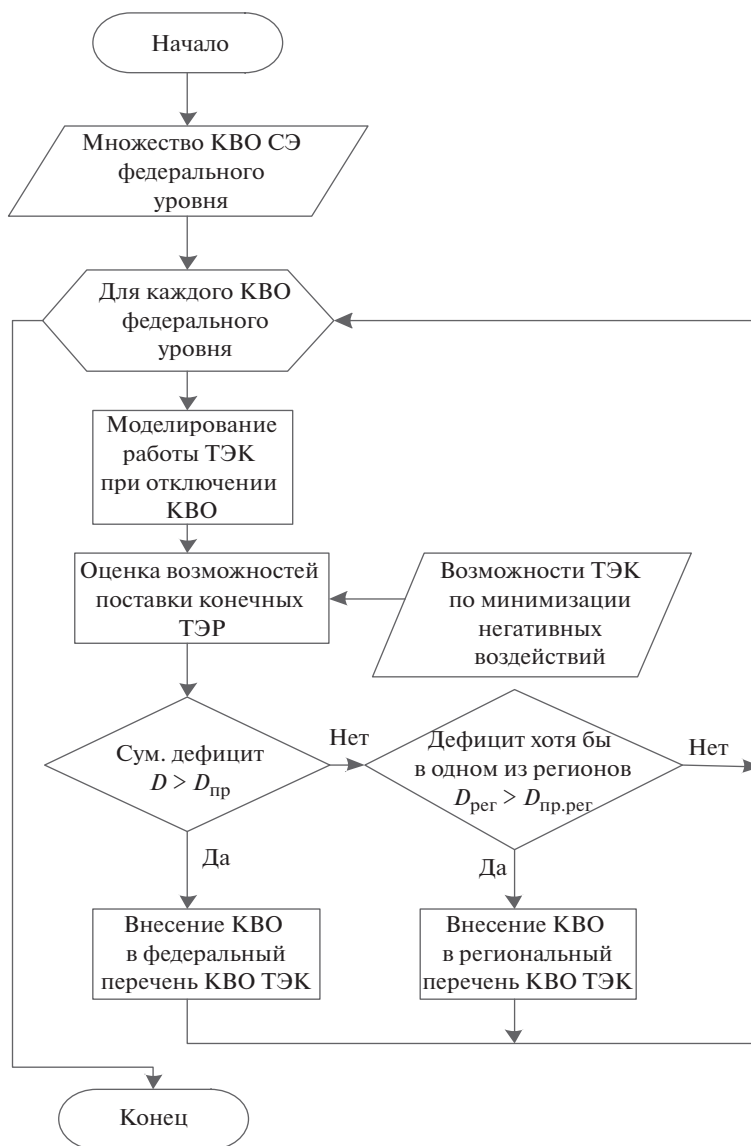 Начало
Множество КВО СЭ
федерального
уровня
Для каждого КВО
федерального
уровня
Моделирование
работы ТЭК
при отключении
КВО
Оценка возможностей
поставки конечных
ТЭР
Возможности ТЭК
по минимизации
негативных
воздействий
Сум. дефицит
D > Dпр
Нет
Дефицит хотя бы
в одном из регионов
Dрег > Dпр.рег
Нет
Да
Да
Внесение КВО
в федеральный
перечень КВО ТЭК
Внесение КВО
в региональный
перечень КВО ТЭК
Конец